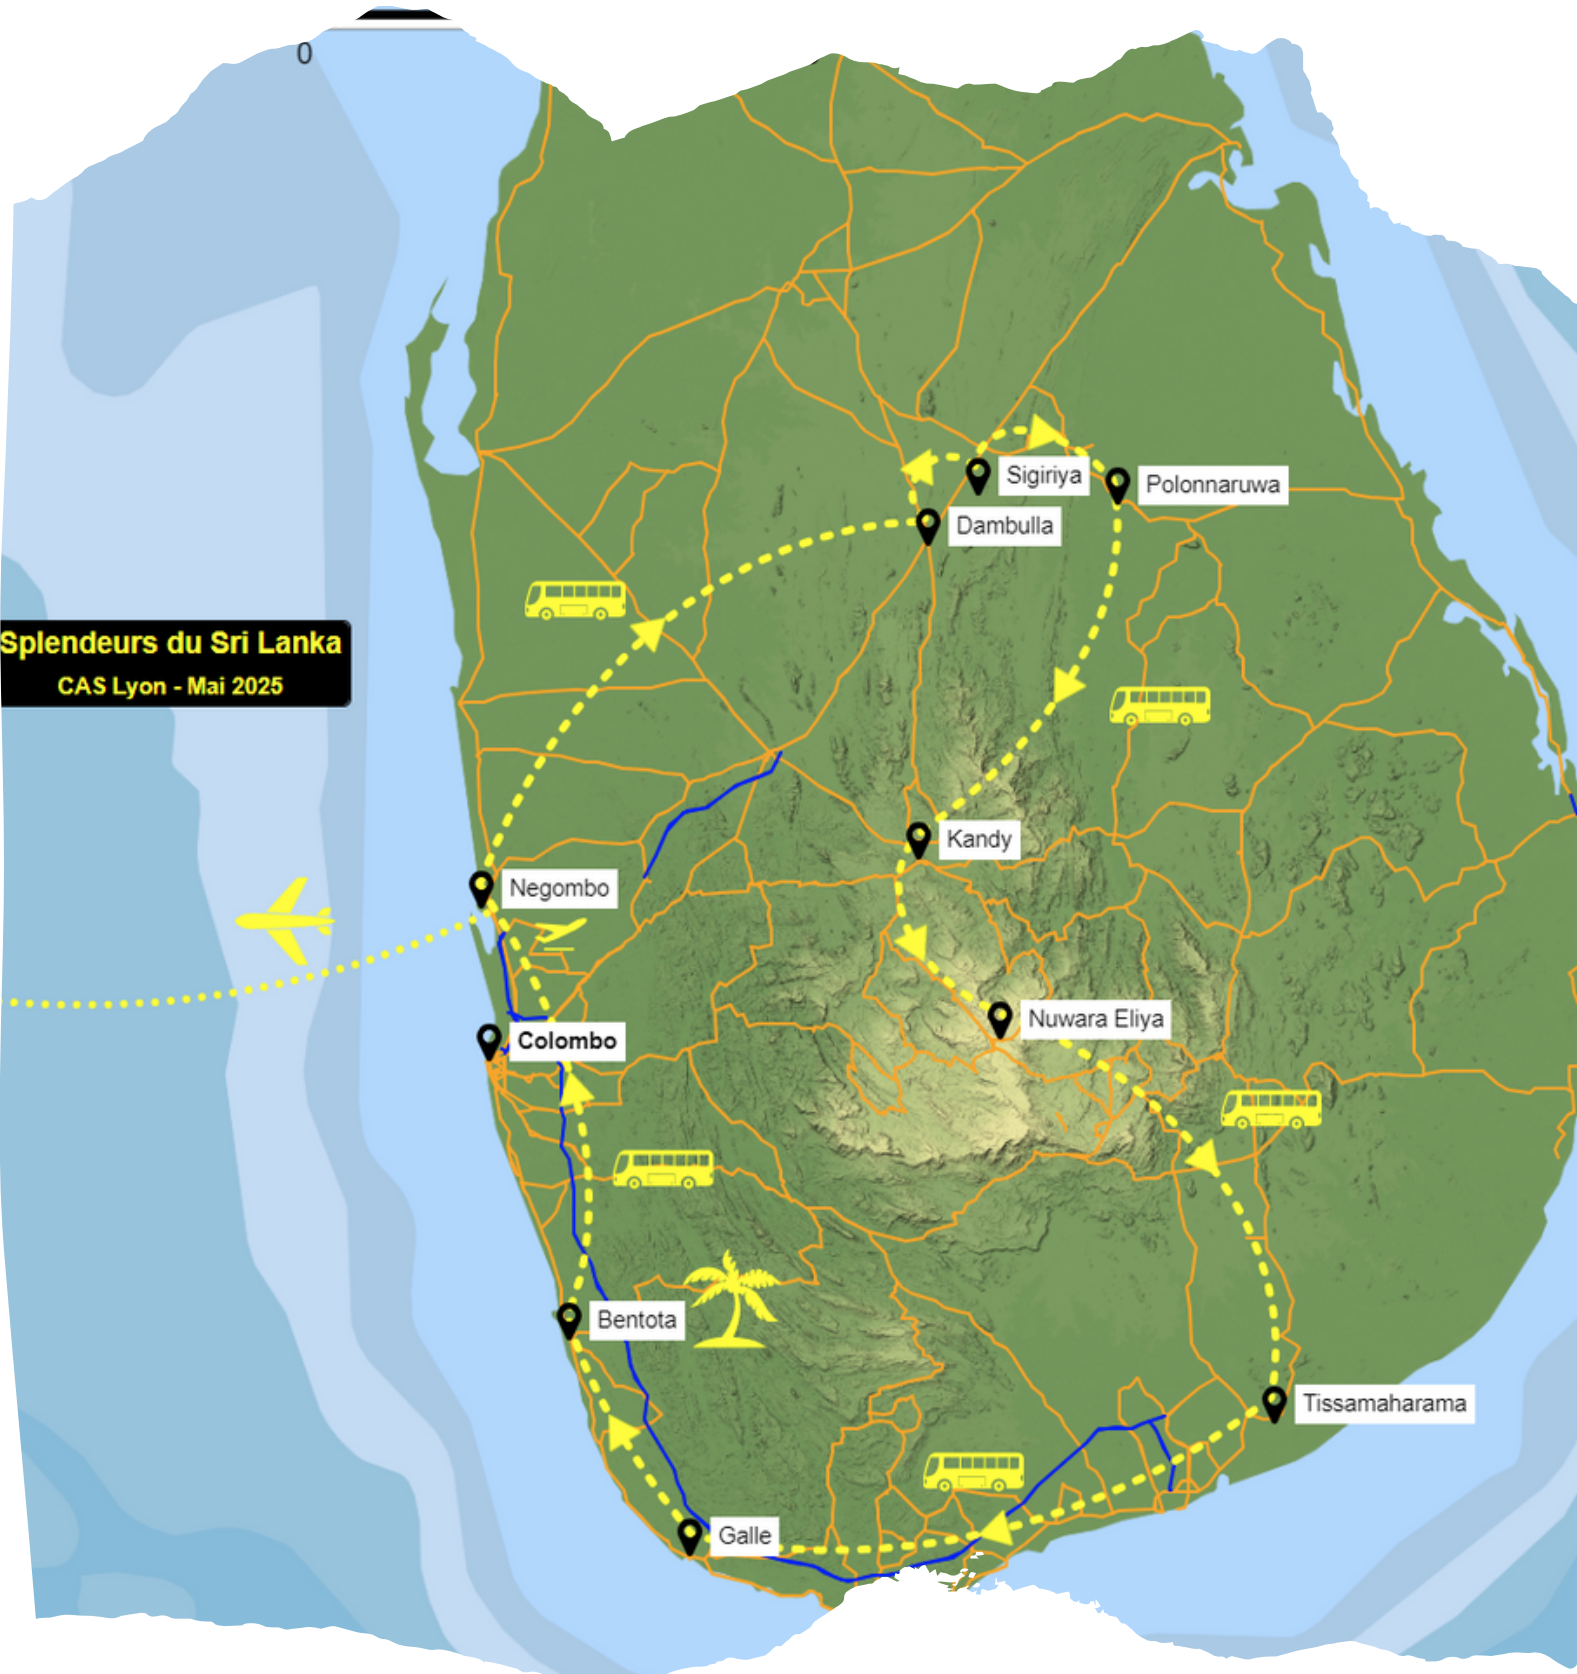 0
Sigiriya
Polonnaruwa
Dambulla
Splendeurs du Sri Lanka
CAS Lyon - Mai 2025
Kandy
Negombo
Nuwara Eliya
Colombo
Bentota
Tissamaharama
Galle